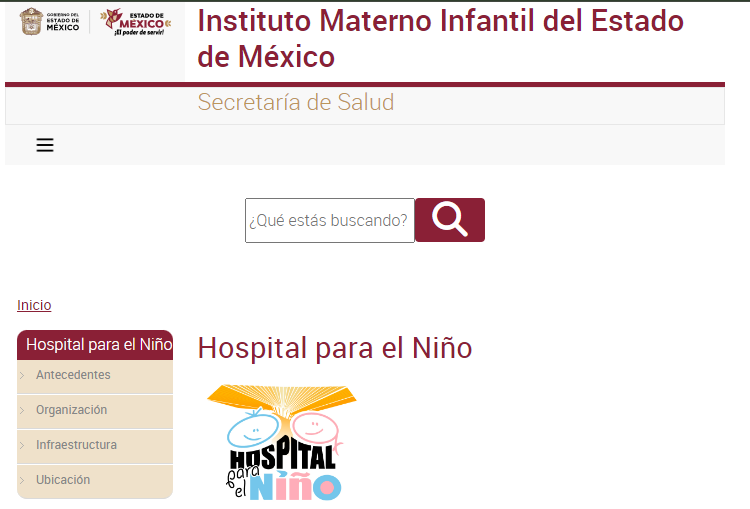 GOBIERNO DEL
ESTADO DE
MÉXICO
ESTADO DE
MÉXICO
¡El poder de servir!
Instituto Materno Infantil del Estado
de México
Secretaría de Salud
¿Qué estás buscando?
Inicio
Hospital para el Niño
Antecedentes
Organización
Infraestructura
Ubicación
Hospital para el Niño
HOSPITAL
para
el Niño